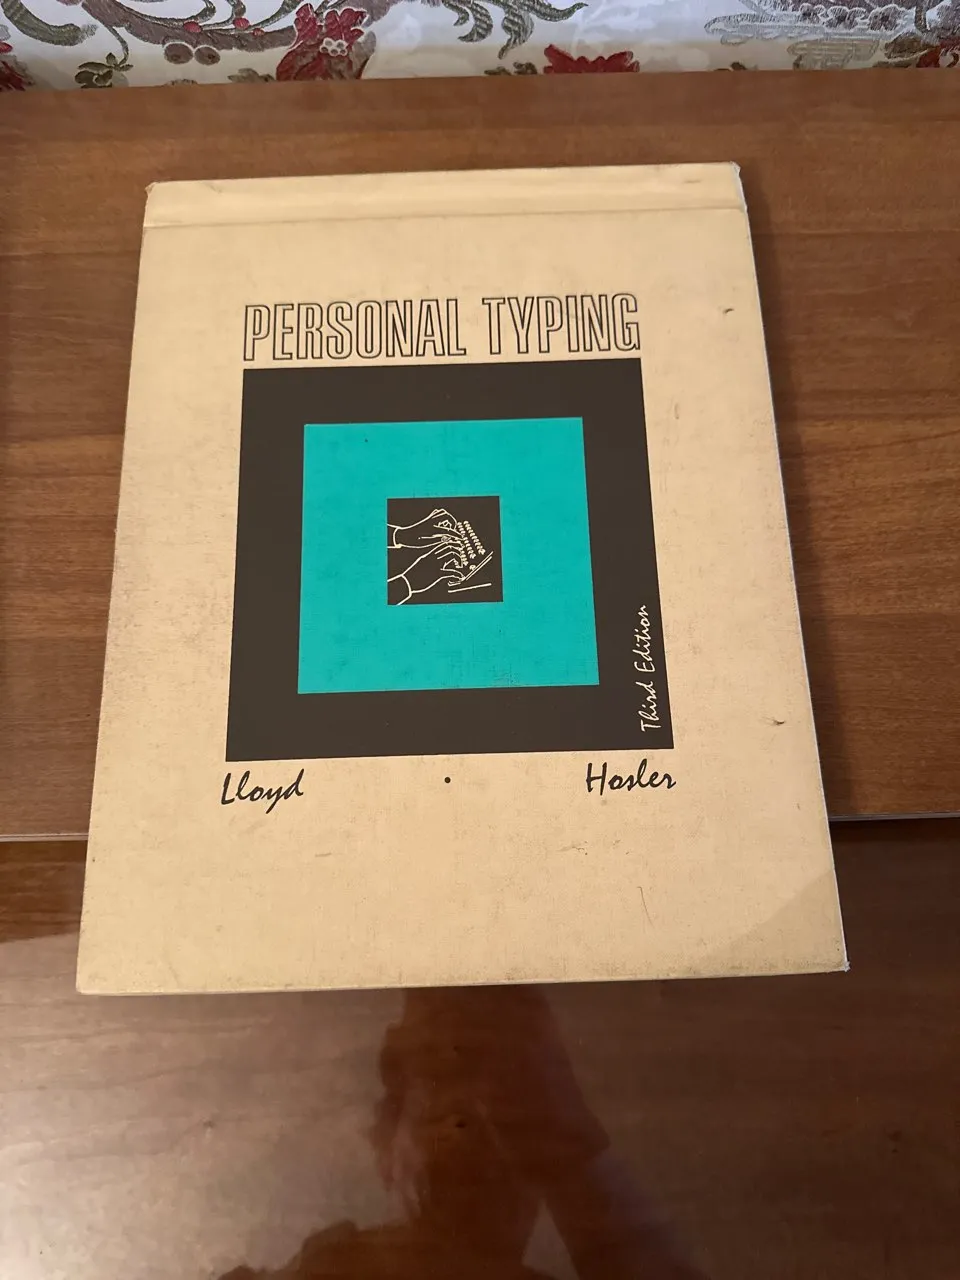 PERSONAL TYPING
Third Edition
Lloyd • Hosler